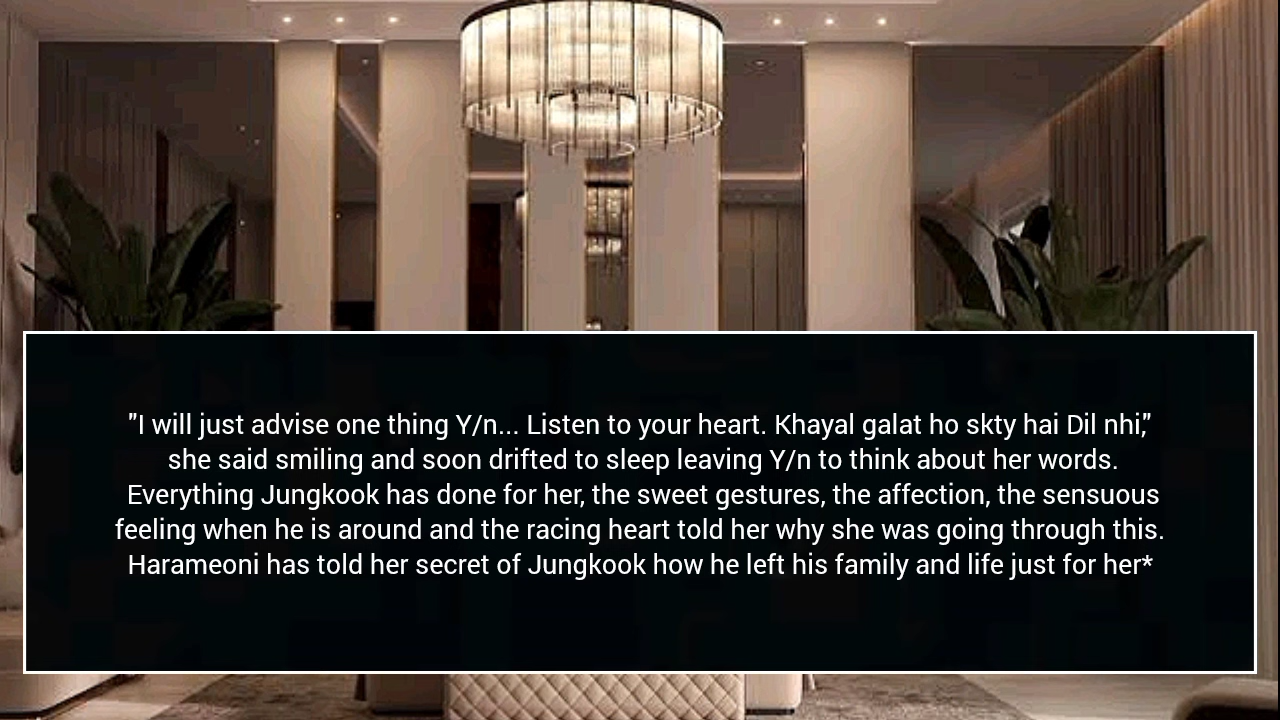 "I will just advise one thing Y/n... Listen to your heart. Khayal galat ho skty hai Dil nhi,"
she said smiling and soon drifted to sleep leaving Y/n to think about her words.
Everything Jungkook has done for her, the sweet gestures, the affection, the sensuous
feeling when he is around and the racing heart told her why she was going through this.
Harameoni has told her secret of Jungkook how he left his family and life just for her*